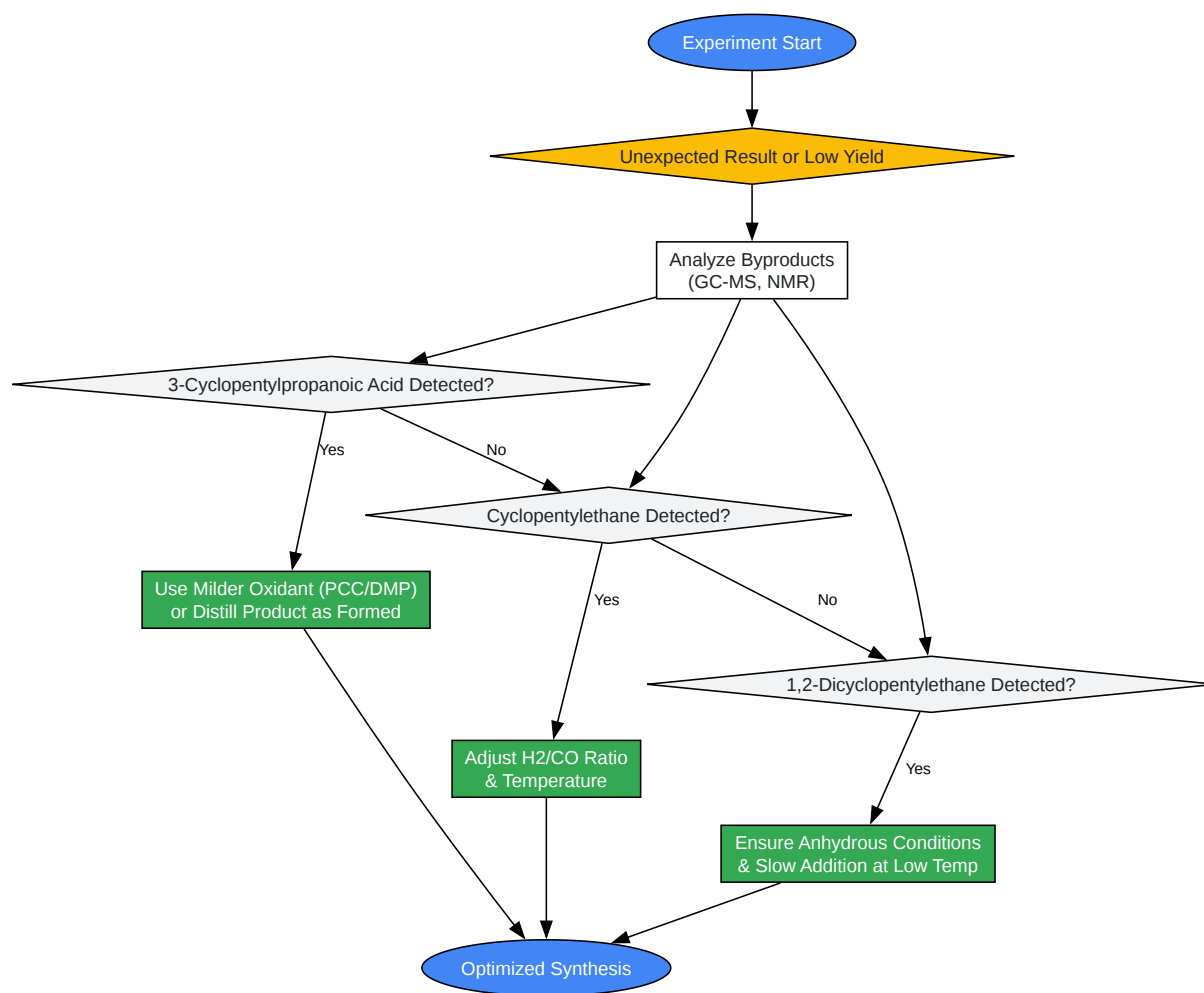 Experiment Start
Unexpected Result or Low Yield
Analyze Byproducts
(GC-MS, NMR)
3-Cyclopentylpropanoic Acid Detected?
Yes
No
Cyclopentylethane Detected?
Use Milder Oxidant (PCC/DMP)
or Distill Product as Formed
Yes
No
1,2-Dicyclopentylethane Detected?
Adjust H2/CO Ratio
& Temperature
Yes
Ensure Anhydrous Conditions
& Slow Addition at Low Temp
Optimized Synthesis